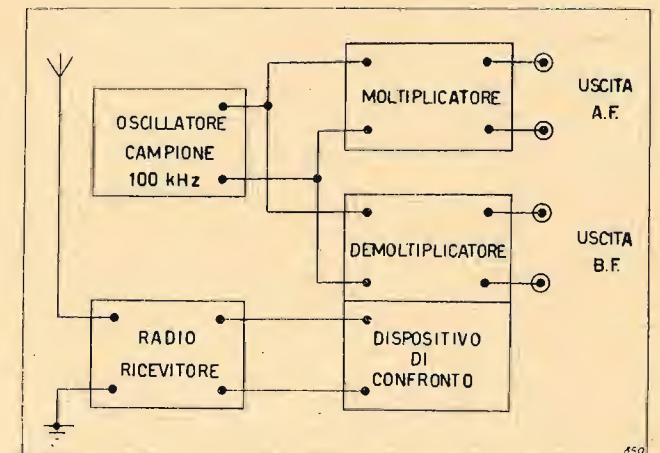 OSCILLATORE
CAMPIONE
100 kHz
MOLTIPLICATORE
USCITA
A.F.
DEMOLTIPLICATORE
USCITA
B.F.
RADIO
RICEVITORE
DISPOSITIVO
DI
CONFRONTO